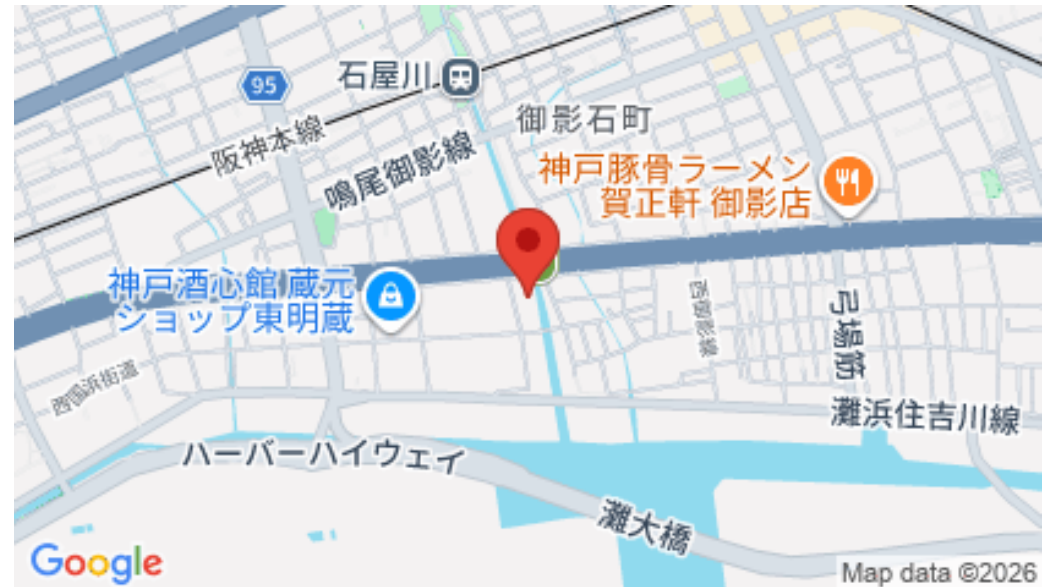 石屋川
95
御影石町
阪神本線
鳴尾御影線
神戸豚骨ラーメン
賀正軒 御影店
神戸酒心館 蔵元
ショップ東明蔵
弓場筋
西国浜街道
灘浜住吉川線
ハーバーハイウェイ
灘大橋
Google
Map data ©2026